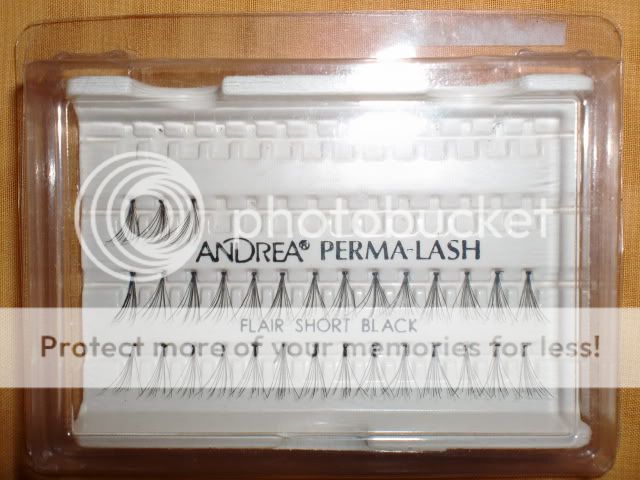 photobucket
ANDREA® PERMA-LASH
FLAIR SHORT BLACK
Protect more of your memories for less!